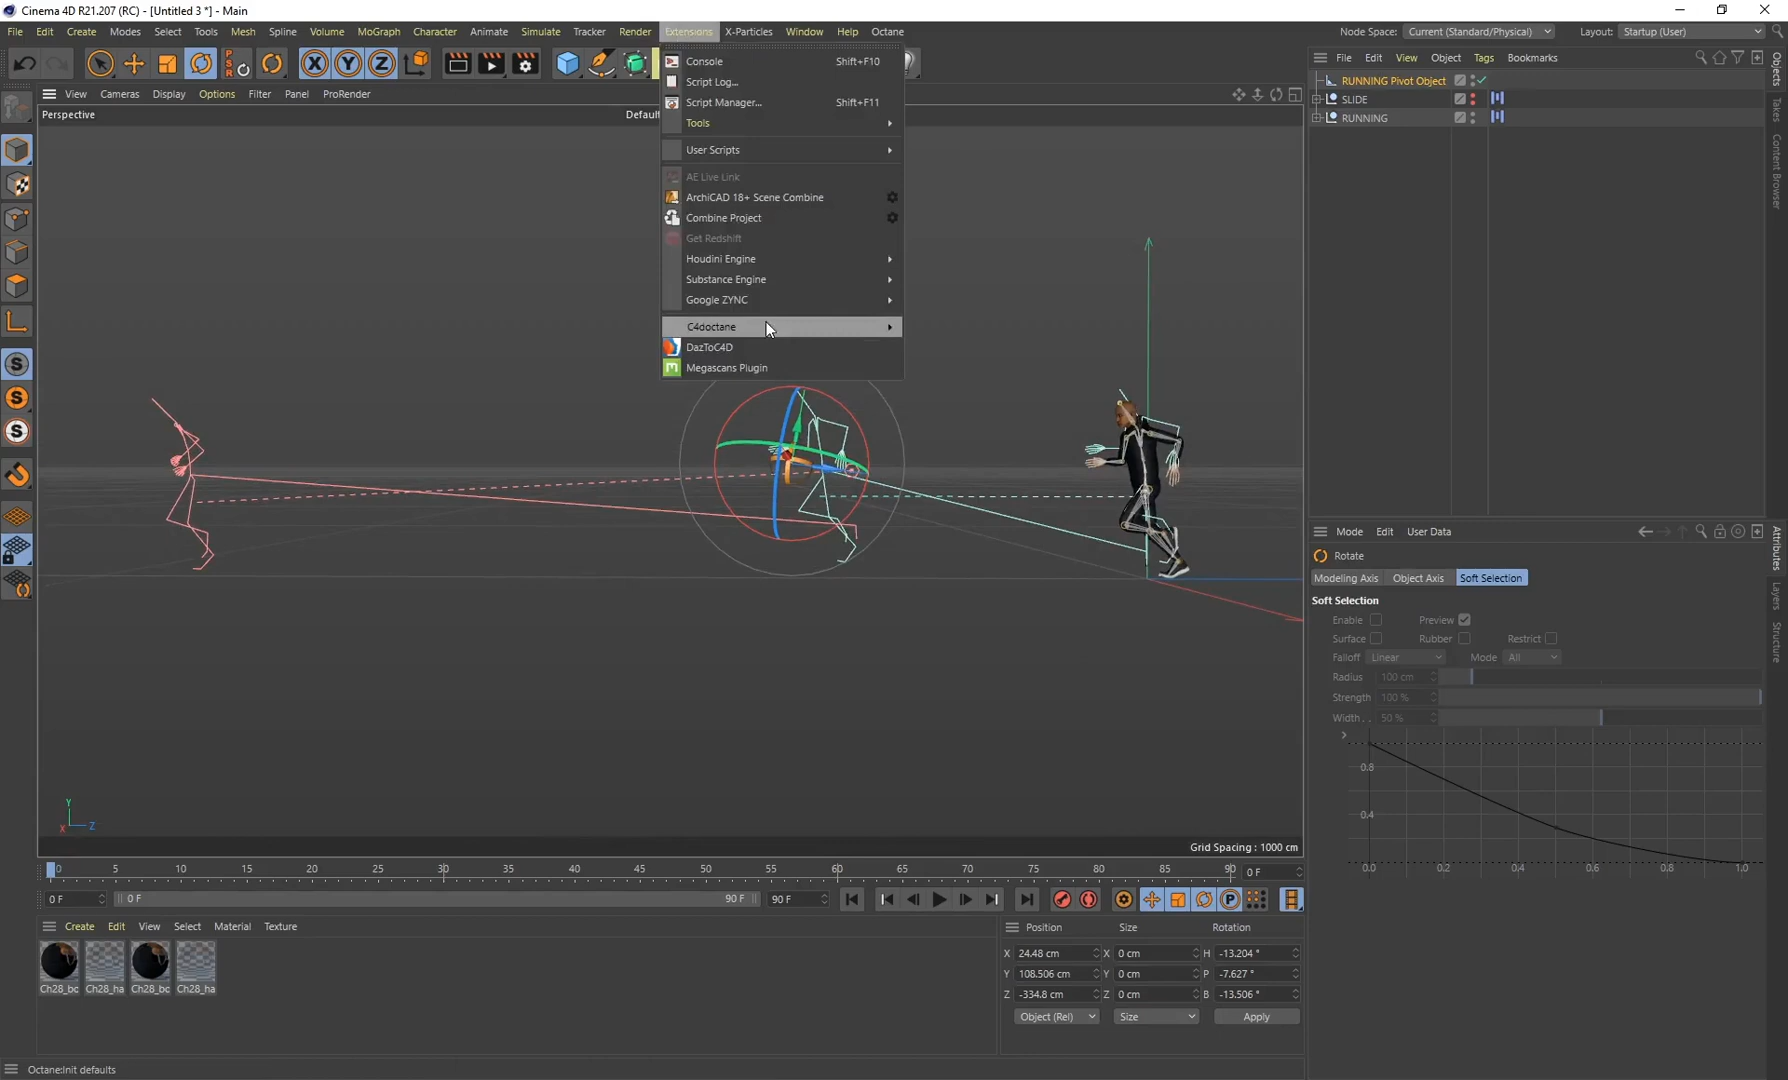 Cinema 4D R21.207 (RC) - [Untitled 3 *] - Main
File Edit Create Modes Select Tools Mesh Spline Volume MoGraph Character Animate Simulate Tracker Render Extensions X-Particles Window Help Octane
Node Space: Current (Standard/Physical) Layout: Startup (User)
View Cameras Display Options Filter Panel ProRender
Perspective
Console Shift+F10
Script Log...
Script Manager... Shift+F11
Tools
User Scripts
AE Live Link
ArchiCAD 18+ Scene Combine
Combine Project
Get Redshift
Houdini Engine
Substance Engine
Google ZYNC
C4doctane
DazToC4D
Megascans Plugin
Grid Spacing : 1000 cm
Y
X Z
File Edit View Object Tags Bookmarks
RUNNING Pivot Object
SLIDE
RUNNING
Objects
Takes
Content Browser
Mode Edit User Data
Rotate
Modeling Axis Object Axis Soft Selection
Soft Selection
Enable Preview
Surface Rubber Restrict
Falloff Linear Mode All
Radius 100 cm
Strength 100 %
Width . . 50 %
0.8
0.4
0.0 0.2 0.4 0.6 0.8 1.0
Attributes
Layers
Structure
0 5 10 15 20 25 30 35 40 45 50 55 60 65 70 75 80 85 90 0 F
0 F 0 F 90 F 90 F
Create Edit View Select Material Texture
Ch28_bc Ch28_ha Ch28_bc Ch28_ha
Position Size Rotation
X 24.48 cm X 0 cm H -13.204 °
Y 108.506 cm Y 0 cm P -7.627 °
Z -334.8 cm Z 0 cm B -13.506 °
Object (Rel) Size Apply
Octane:Init defaults